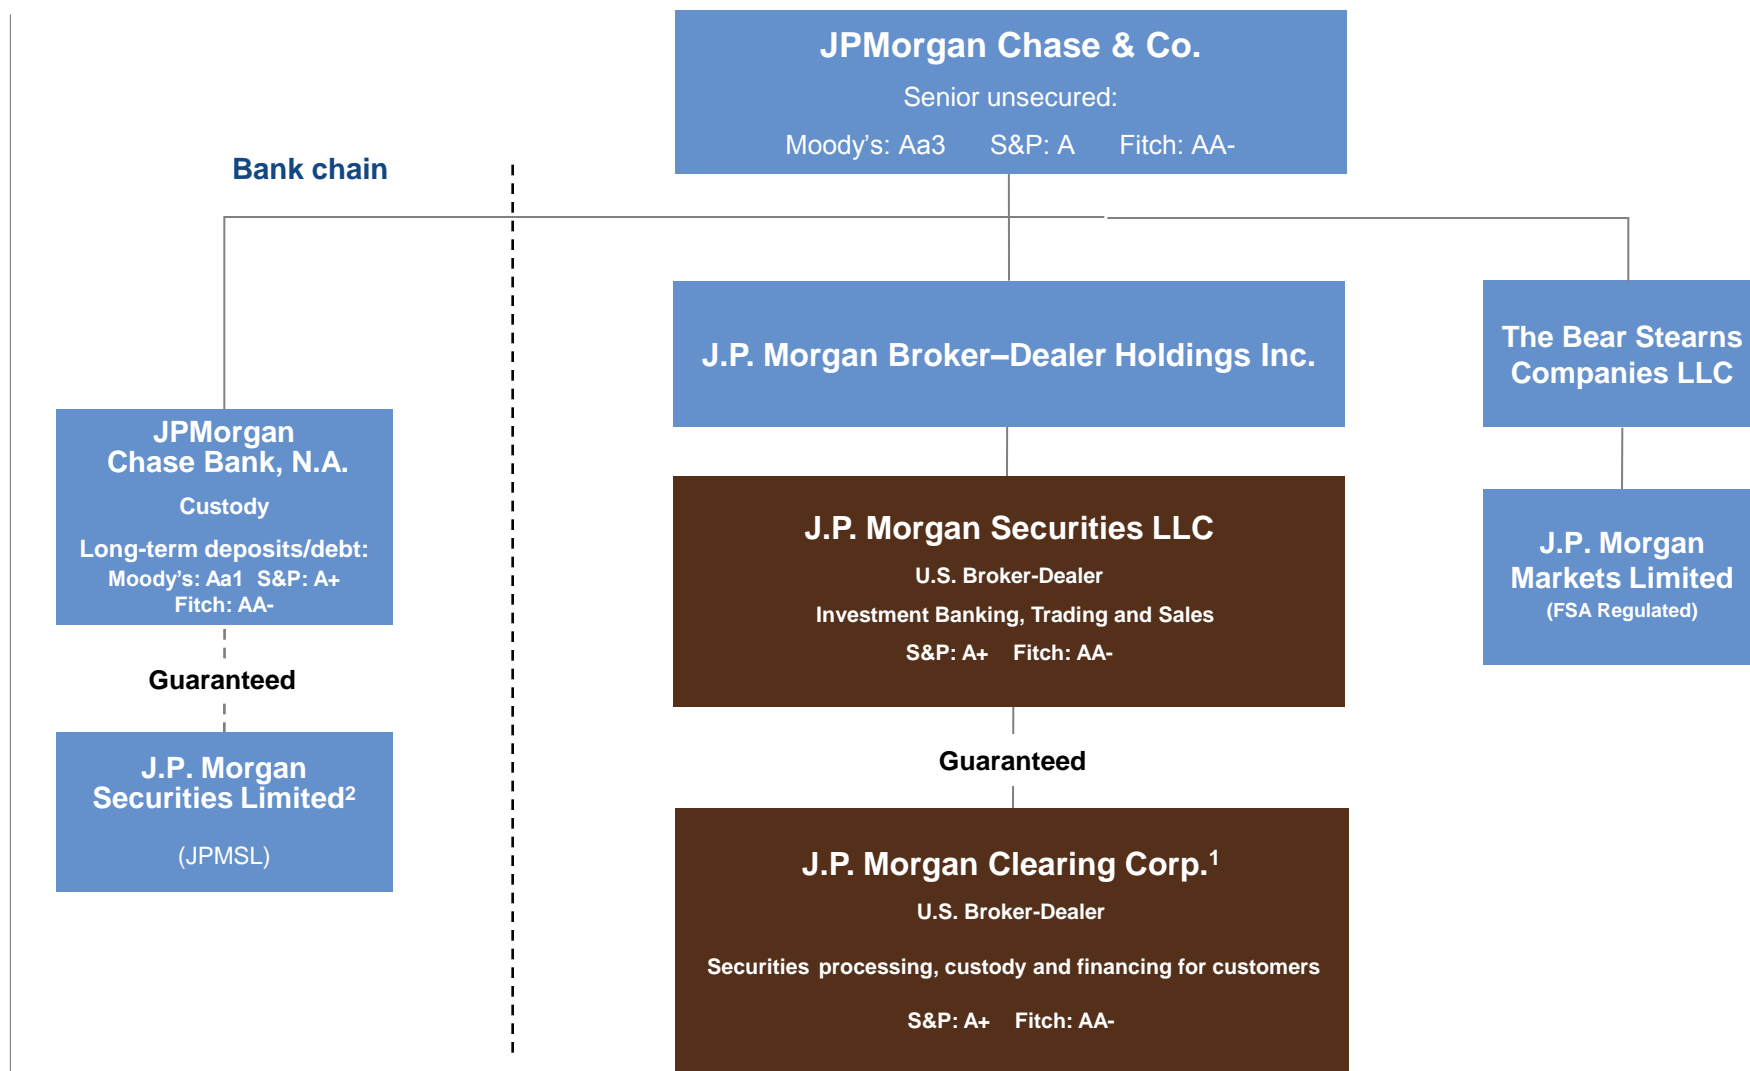 JPMorgan Chase & Co.
Senior unsecured:
Moody’s: Aa3 S&P: A Fitch: AA-
Bank chain
JPMorgan
Chase Bank, N.A.
Custody
Long-term deposits/debt:
Moody’s: Aa1 S&P: A+
Fitch: AA-
Guaranteed
J.P. Morgan
Securities Limited²
(JPMSL)
J.P. Morgan Broker–Dealer Holdings Inc.
J.P. Morgan Securities LLC
U.S. Broker-Dealer
Investment Banking, Trading and Sales
S&P: A+ Fitch: AA-
Guaranteed
J.P. Morgan Clearing Corp.¹
U.S. Broker-Dealer
Securities processing, custody and financing for customers
S&P: A+ Fitch: AA-
The Bear Stearns
Companies LLC
J.P. Morgan
Markets Limited
(FSA Regulated)